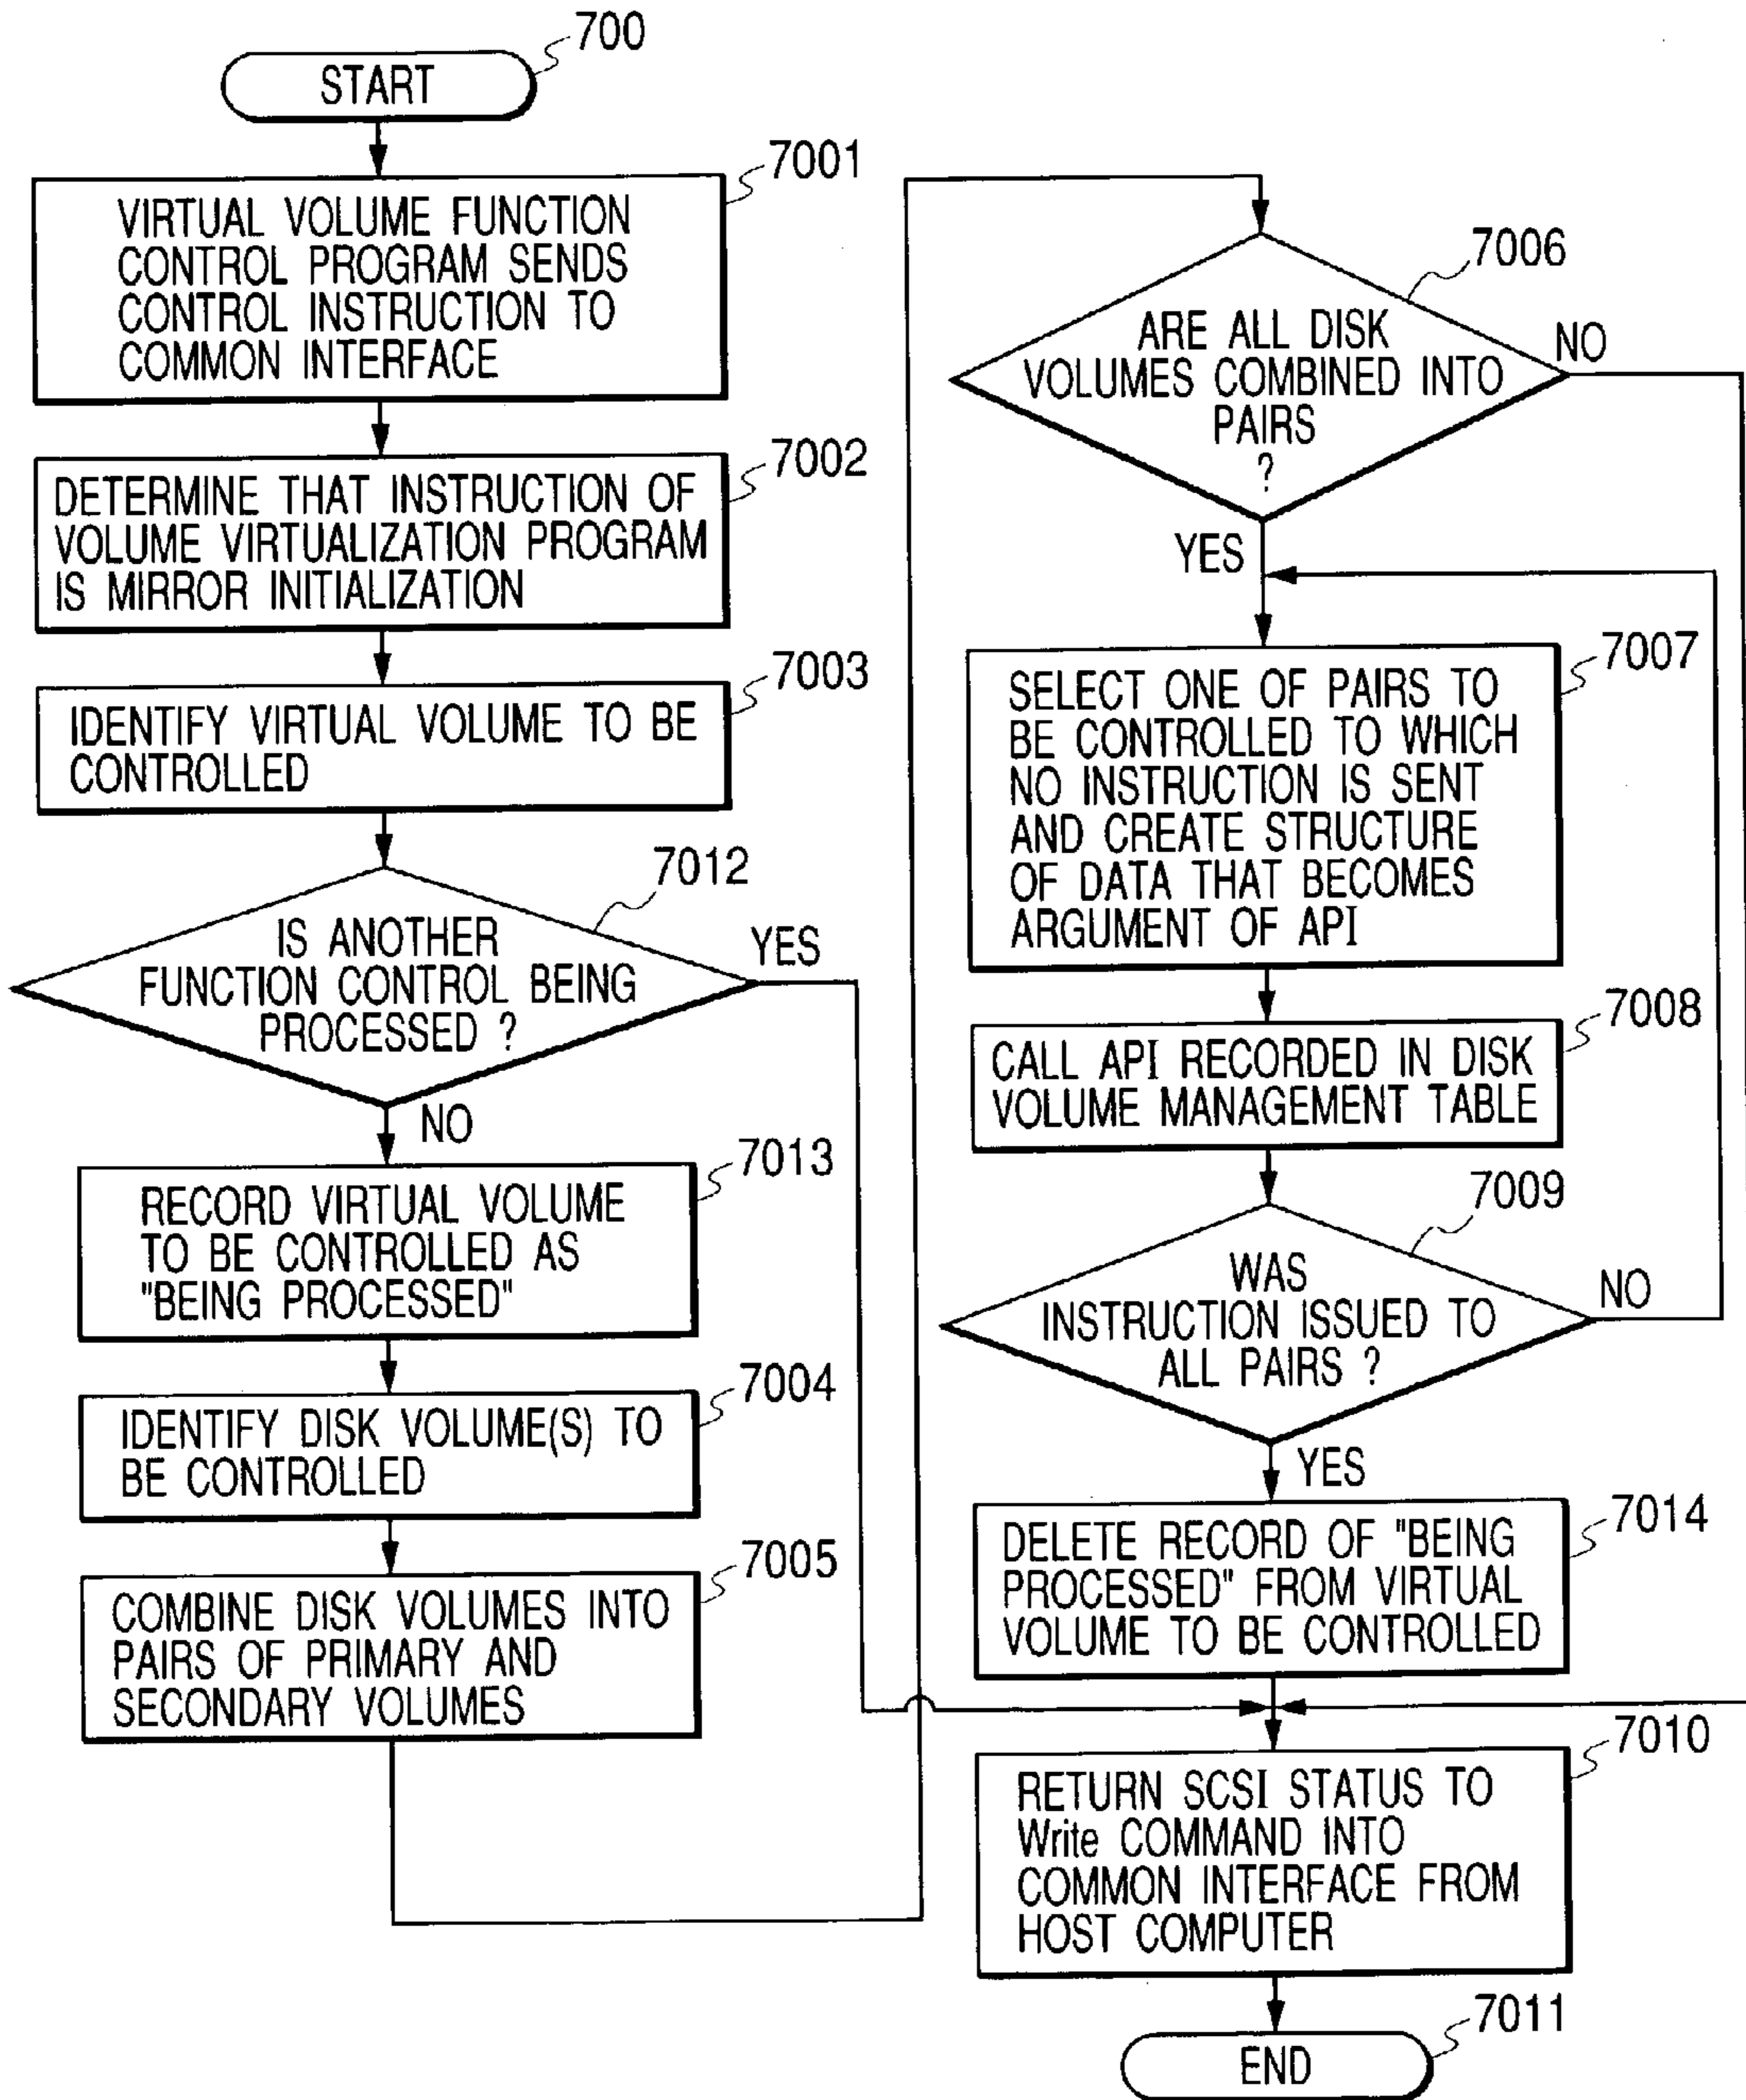 700
START
7001
VIRTUAL VOLUME FUNCTION
CONTROL PROGRAM SENDS
CONTROL INSTRUCTION TO
COMMON INTERFACE
7002
DETERMINE THAT INSTRUCTION OF
VOLUME VIRTUALIZATION PROGRAM
IS MIRROR INITIALIZATION
7003
IDENTIFY VIRTUAL VOLUME TO BE
CONTROLLED
7012
IS ANOTHER
FUNCTION CONTROL BEING
PROCESSED ?
YES
NO
7013
RECORD VIRTUAL VOLUME
TO BE CONTROLLED AS
"BEING PROCESSED"
7004
IDENTIFY DISK VOLUME(S) TO
BE CONTROLLED
7005
COMBINE DISK VOLUMES INTO
PAIRS OF PRIMARY AND
SECONDARY VOLUMES
7006
ARE ALL DISK
VOLUMES COMBINED INTO
PAIRS
?
NO
YES
7007
SELECT ONE OF PAIRS TO
BE CONTROLLED TO WHICH
NO INSTRUCTION IS SENT
AND CREATE STRUCTURE
OF DATA THAT BECOMES
ARGUMENT OF API
7008
CALL API RECORDED IN DISK
VOLUME MANAGEMENT TABLE
7009
WAS
INSTRUCTION ISSUED TO
ALL PAIRS ?
NO
YES
7014
DELETE RECORD OF "BEING
PROCESSED" FROM VIRTUAL
VOLUME TO BE CONTROLLED
7010
RETURN SCSI STATUS TO
Write COMMAND INTO
COMMON INTERFACE FROM
HOST COMPUTER
7011
END